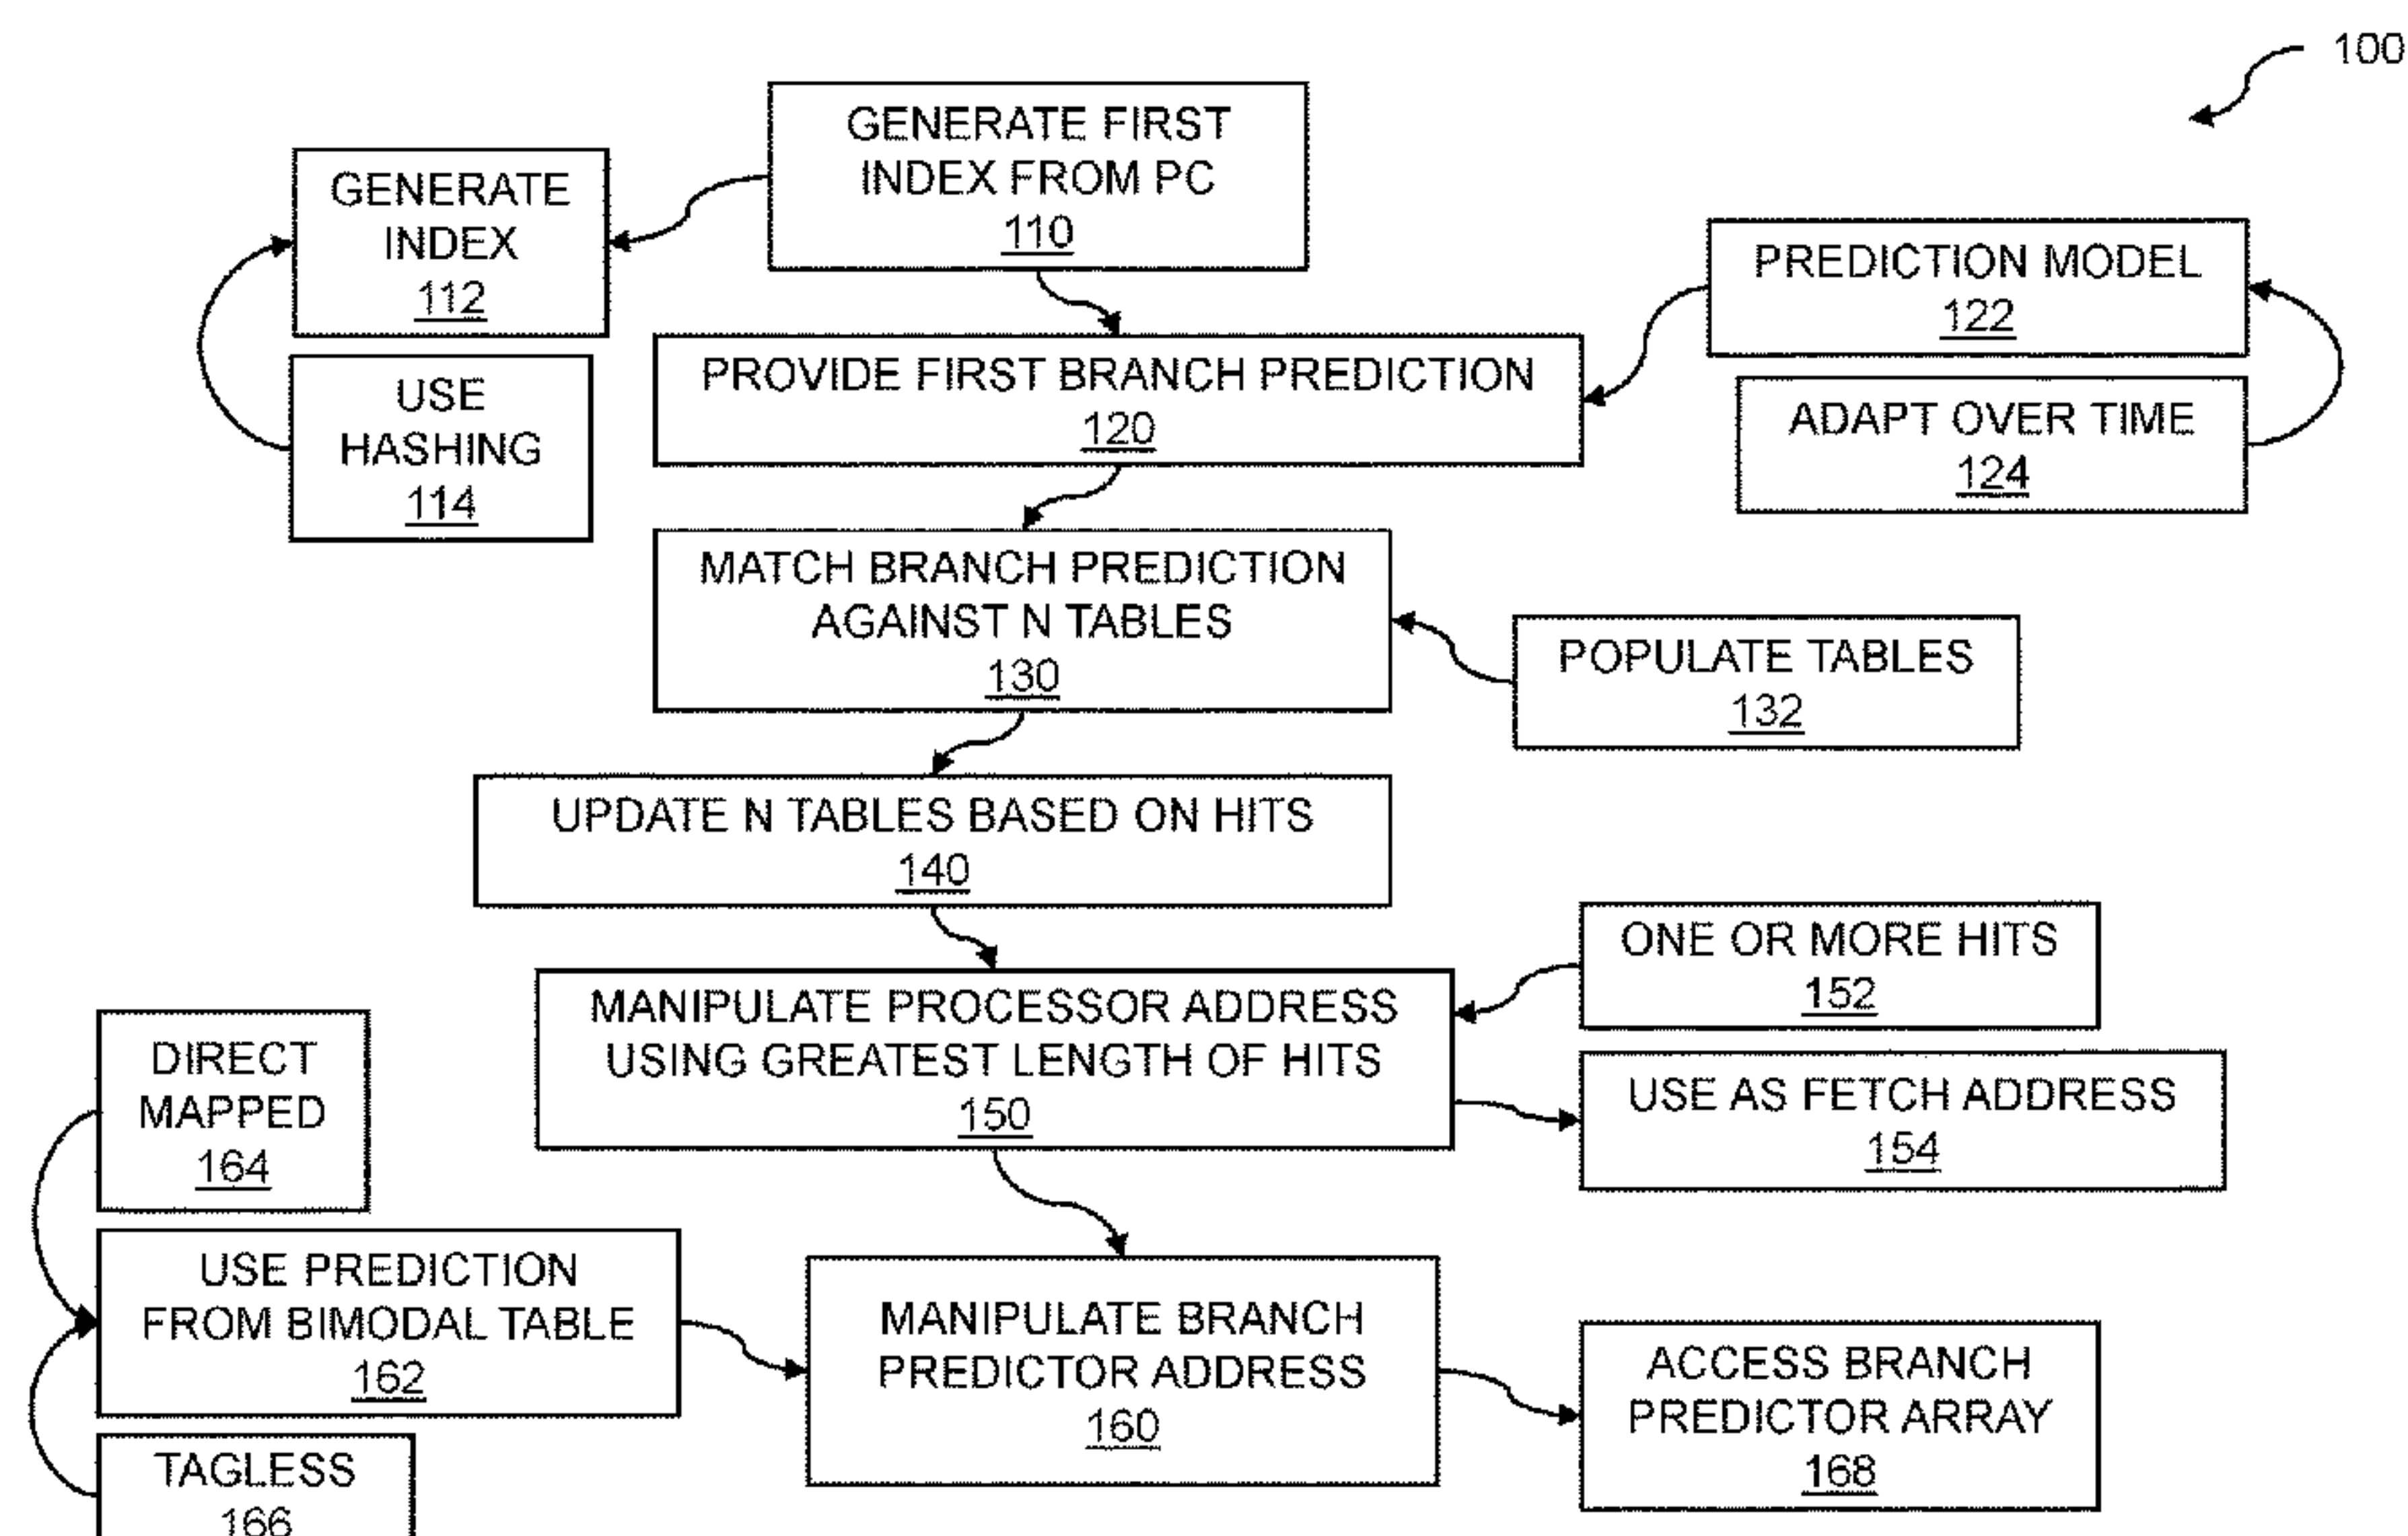 100
GENERATE FIRST
INDEX FROM PC
110
GENERATE
INDEX
112
USE
HASHING
114
PREDICTION MODEL
122
ADAPT OVER TIME
124
PROVIDE FIRST BRANCH PREDICTION
120
MATCH BRANCH PREDICTION
AGAINST N TABLES
130
POPULATE TABLES
132
UPDATE N TABLES BASED ON HITS
140
ONE OR MORE HITS
152
MANIPULATE PROCESSOR ADDRESS
USING GREATEST LENGTH OF HITS
150
USE AS FETCH ADDRESS
154
DIRECT
MAPPED
164
USE PREDICTION
FROM BIMODAL TABLE
162
MANIPULATE BRANCH
PREDICTOR ADDRESS
160
ACCESS BRANCH
PREDICTOR ARRAY
168
TAGLESS
166